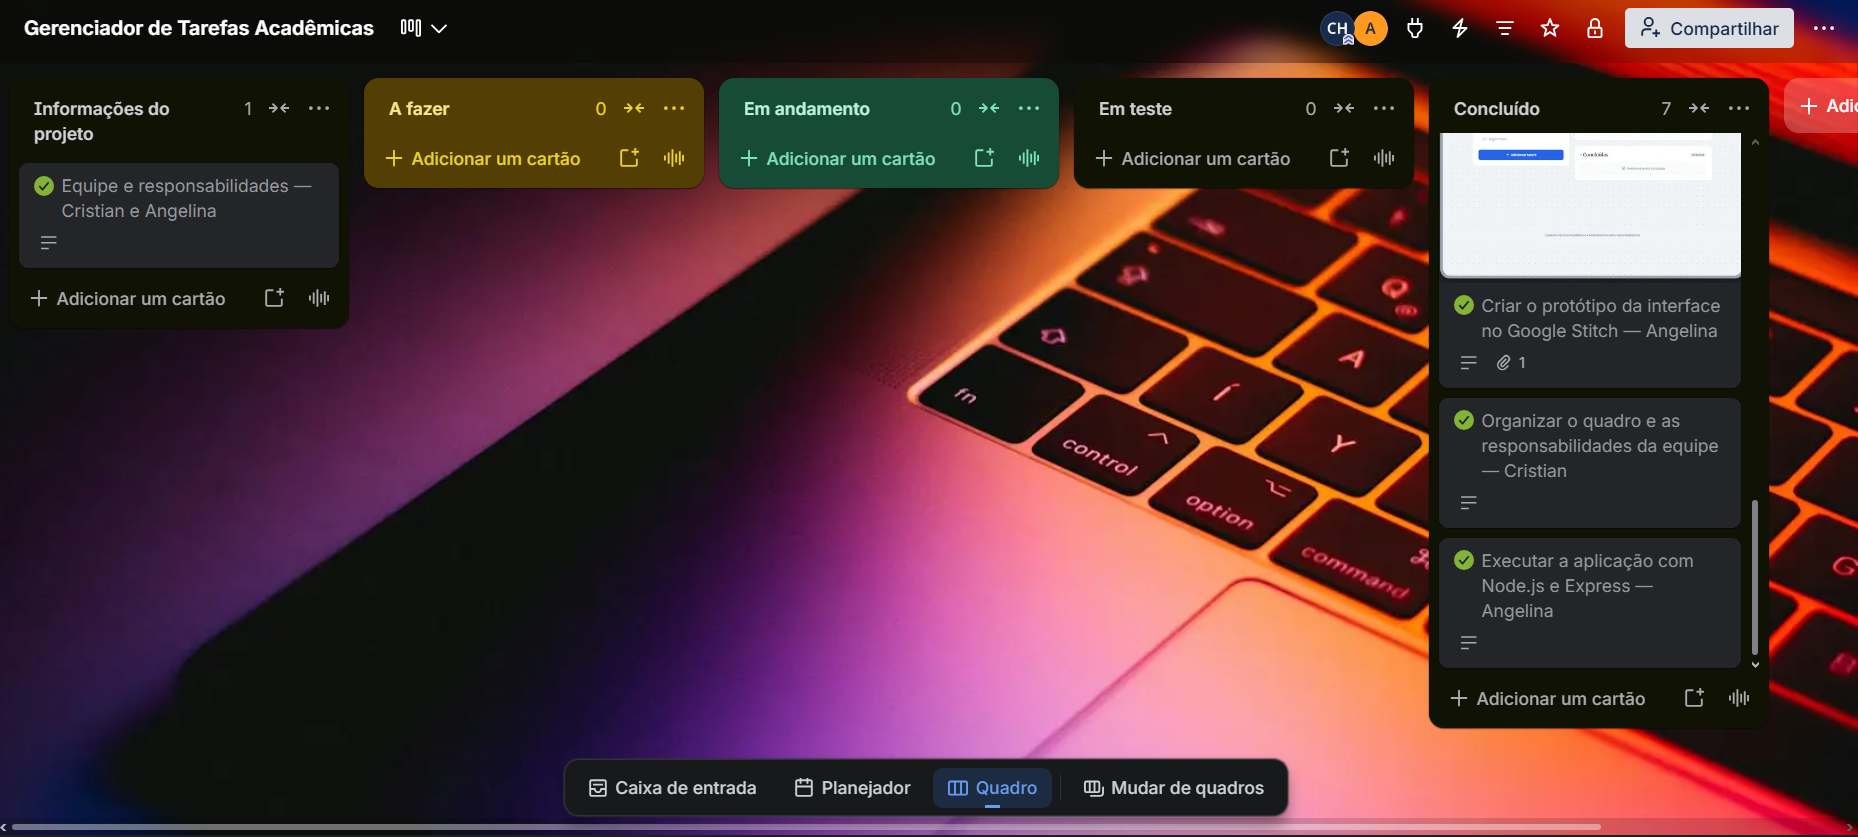 Gerenciador de Tarefas Acadêmicas
CH
A
Compartilhar
Informações do
projeto
1
Equipe e responsabilidades —
Cristian e Angelina
Adicionar um cartão
A fazer
0
Adicionar um cartão
Em andamento
0
Adicionar um cartão
Em teste
0
Adicionar um cartão
Concluído
7
Concluídas
Criar o protótipo da interface
no Google Stitch — Angelina
1
Organizar o quadro e as
responsabilidades da equipe
— Cristian
Executar a aplicação com
Node.js e Express —
Angelina
Adicionar um cartão
Adic
fn
control
option
command
A
Y
Q
G
Caixa de entrada
Planejador
Quadro
Mudar de quadros